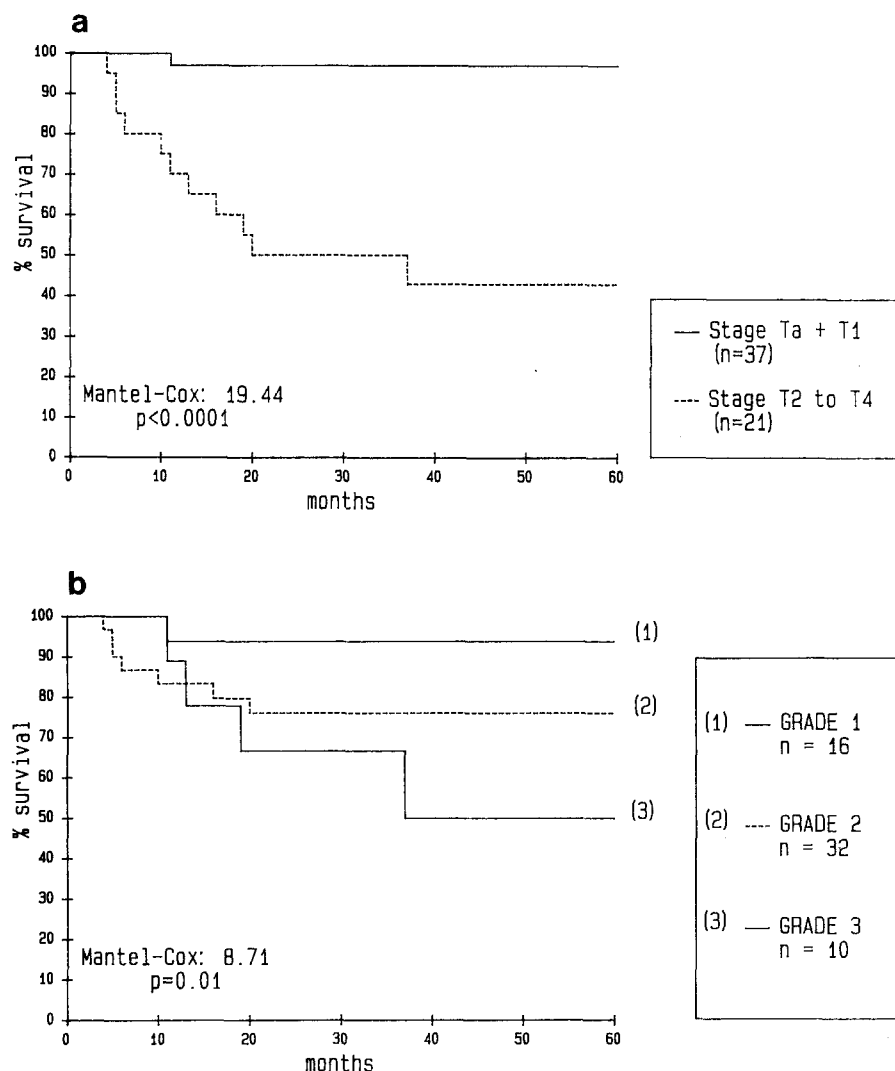 a
100
90
80
70
60
50
40
30
20
10
0
% survival
Mantel-Cox: 19.44
p<0.0001
0 10 20 30 40 50 60
months
Stage Ta + T1
(n=37)
Stage T2 to T4
(n=21)
b
100
90
80
70
60
50
40
30
20
10
0
% survival
(1)
(2)
(3)
Mantel-Cox: 8.71
p=0.01
0 10 20 30 40 50 60
months
(1) GRADE 1
n = 16
(2) GRADE 2
n = 32
(3) GRADE 3
n = 10